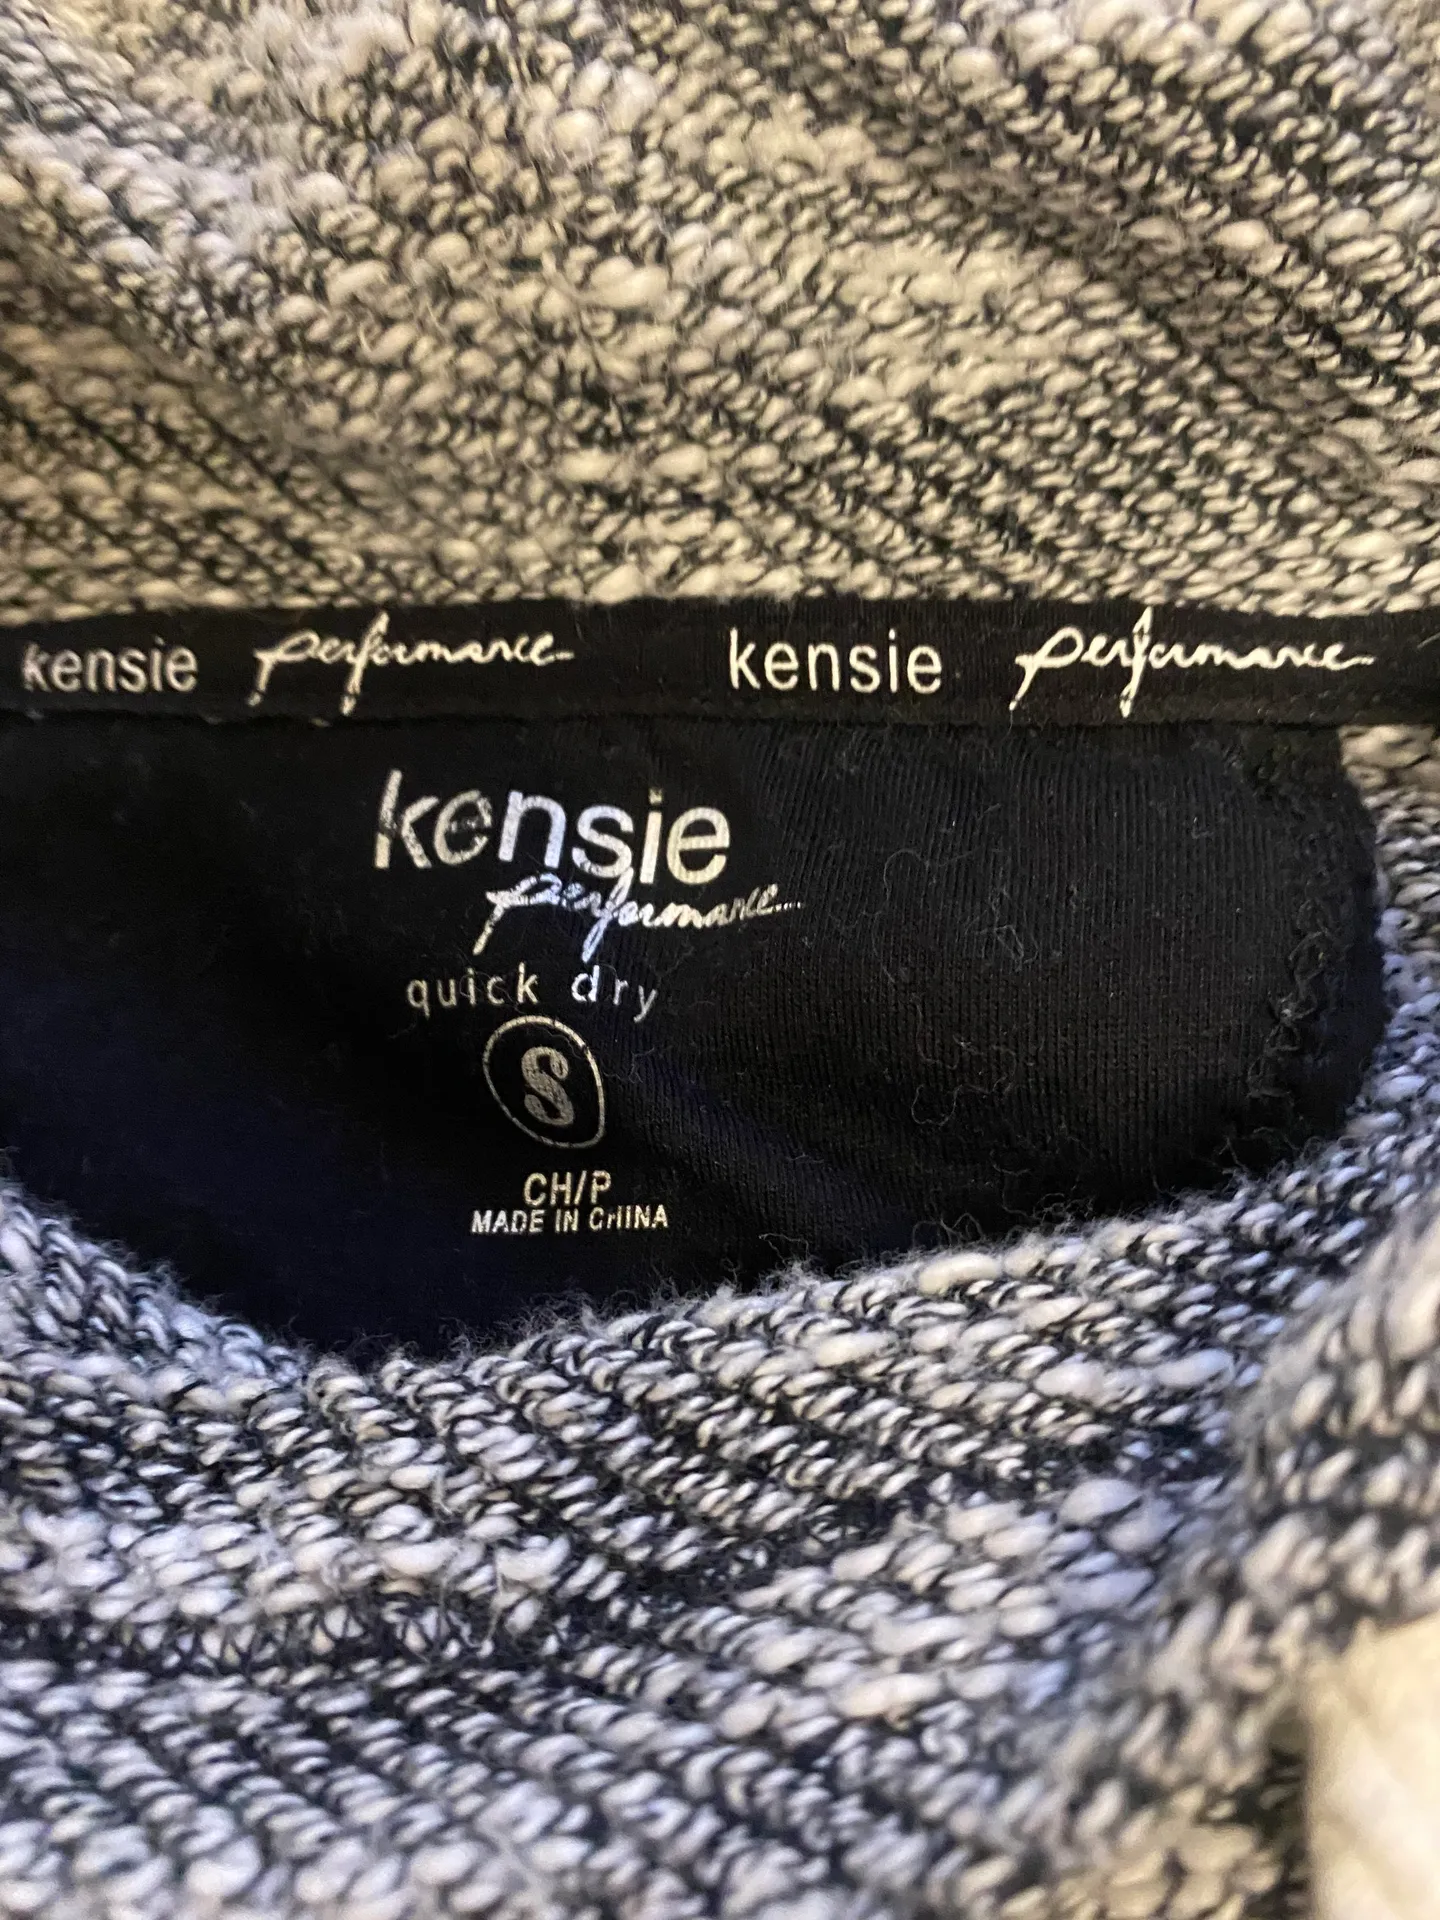 kensie performance kensie performance
kensie
performance
quick dry
S
CH/P
MADE IN CHINA